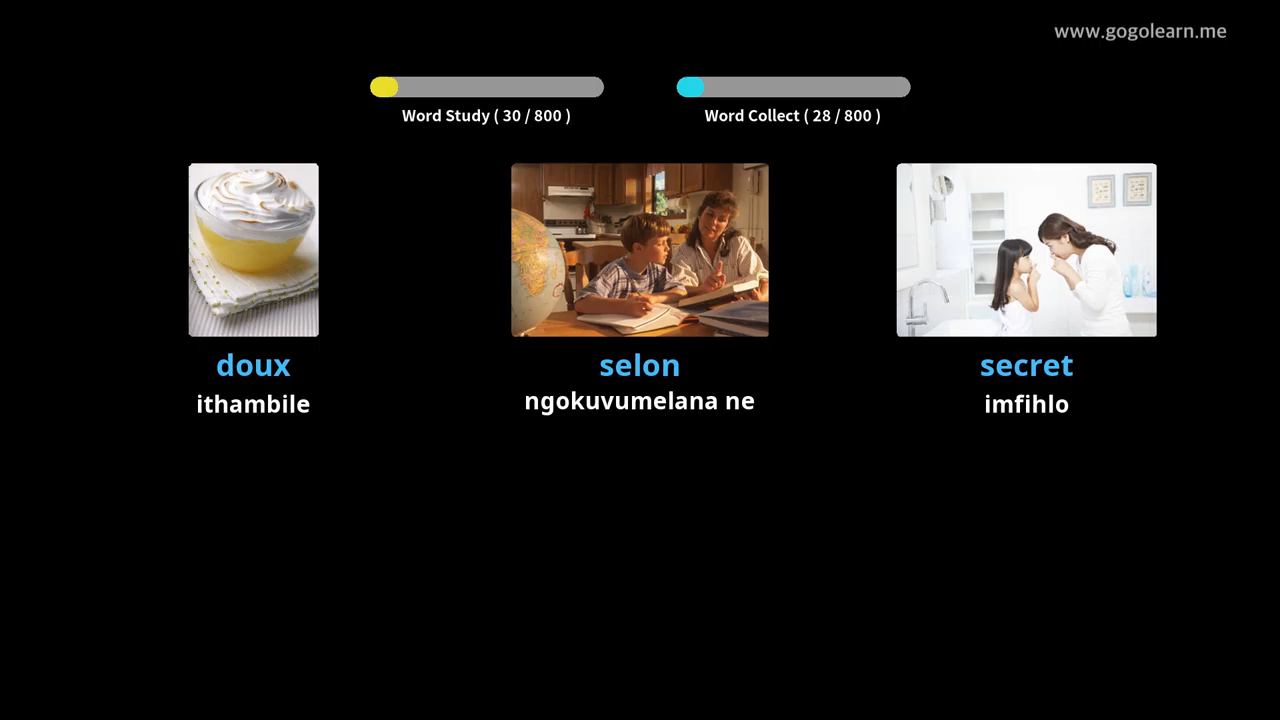 www.gogolearn.me
Word Study ( 30 / 800 )
Word Collect ( 28 / 800 )
doux
ithambile
selon
ngokuvumelana ne
secret
imfihlo